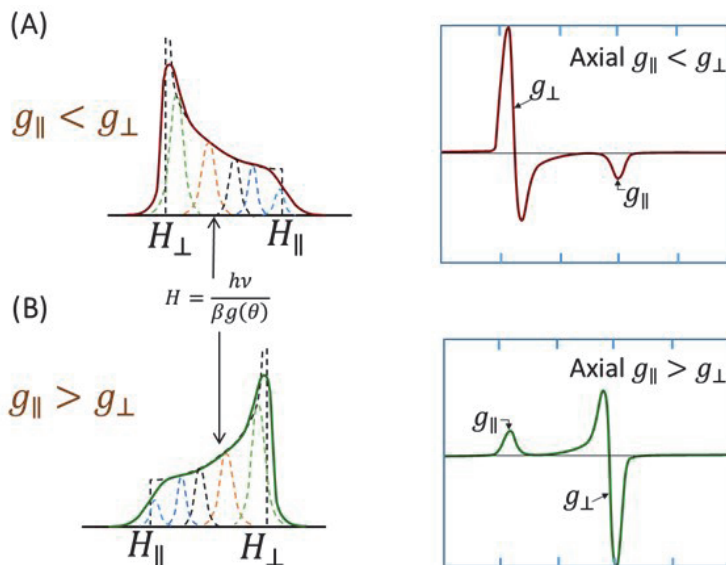 (A)
g∥ < g⊥
H⊥ H∥
Axial g∥ < g⊥
g⊥
g∥
H = hν / βg(θ)
(B)
g∥ > g⊥
H∥ H⊥
Axial g∥ > g⊥
g∥
g⊥